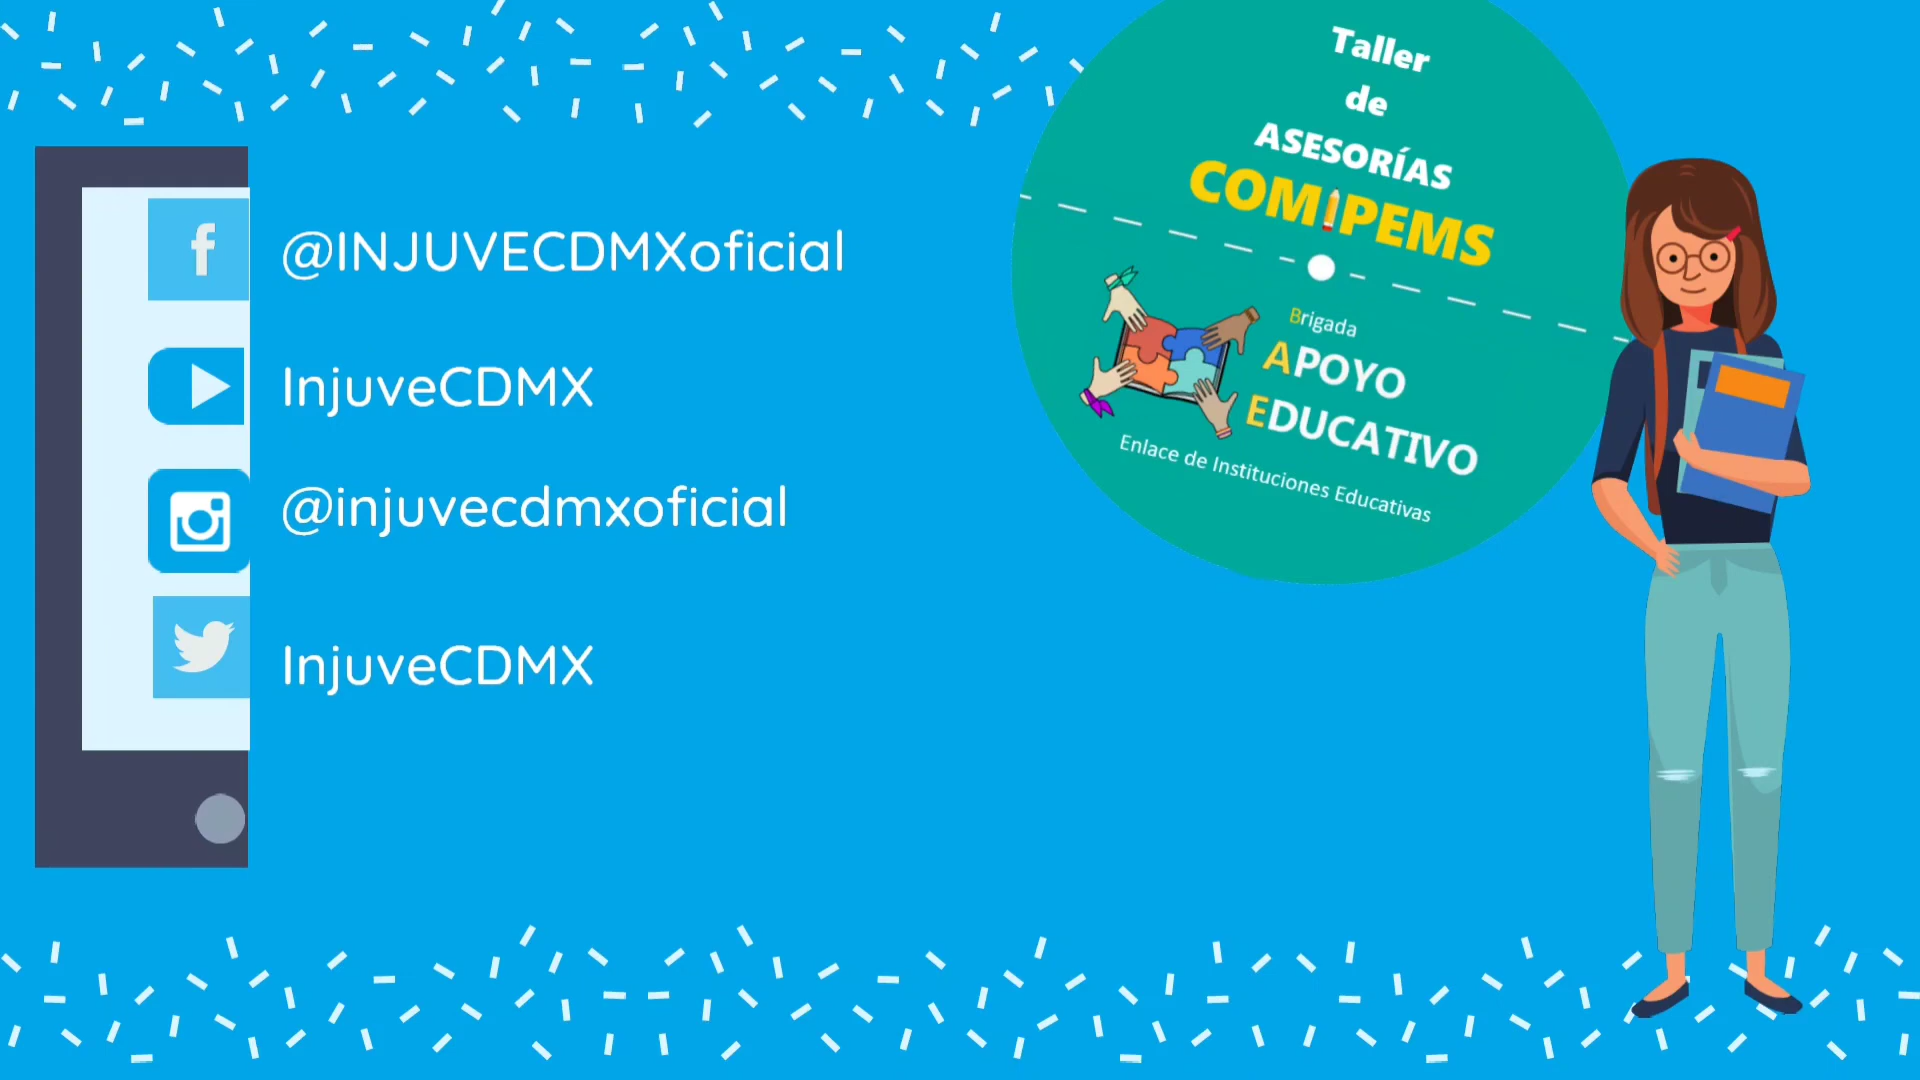 @INJUVECDMXoficial
InjuveCDMX
@injuvecdmxoficial
InjuveCDMX
Taller
de
ASESORÍAS
COMIPEMS
Brigada
APOYO
EDUCATIVO
Enlace de Instituciones Educativas